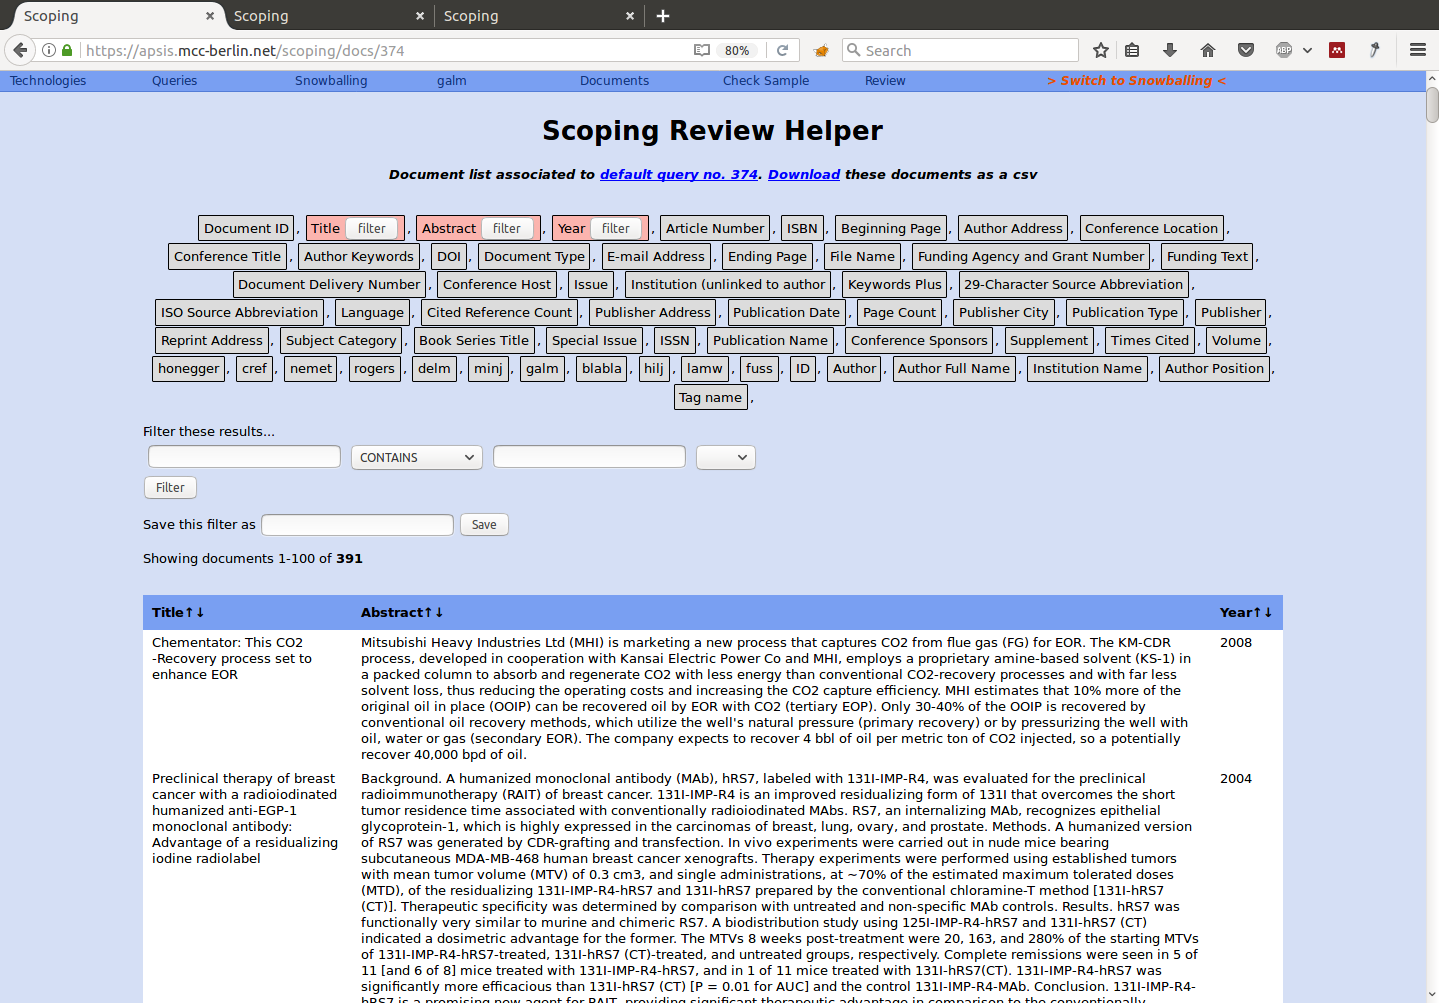 Scoping
Scoping
Scoping
https://apsis.mcc-berlin.net/scoping/docs/374
80%
Search
ABP
Technologies
Queries
Snowballing
galm
Documents
Check Sample
Review
> Switch to Snowballing <
Scoping Review Helper
Document list associated to default query no. 374. Download these documents as a csv
Document ID , Title filter , Abstract filter , Year filter , Article Number , ISBN , Beginning Page , Author Address , Conference Location ,
Conference Title , Author Keywords , DOI , Document Type , E-mail Address , Ending Page , File Name , Funding Agency and Grant Number , Funding Text ,
Document Delivery Number , Conference Host , Issue , Institution (unlinked to author , Keywords Plus , 29-Character Source Abbreviation ,
ISO Source Abbreviation , Language , Cited Reference Count , Publisher Address , Publication Date , Page Count , Publisher City , Publication Type , Publisher ,
Reprint Address , Subject Category , Book Series Title , Special Issue , ISSN , Publication Name , Conference Sponsors , Supplement , Times Cited , Volume ,
honegger , cref , nemet , rogers , delm , minj , galm , blabla , hilj , lamw , fuss , ID , Author , Author Full Name , Institution Name , Author Position ,
Tag name ,
Filter these results...
CONTAINS
Filter
Save this filter as
Save
Showing documents 1-100 of 391
Title↑↓
Abstract↑↓
Year↑↓
Chementator: This CO2
-Recovery process set to
enhance EOR
Mitsubishi Heavy Industries Ltd (MHI) is marketing a new process that captures CO2 from flue gas (FG) for EOR. The KM-CDR
process, developed in cooperation with Kansai Electric Power Co and MHI, employs a proprietary amine-based solvent (KS-1) in
a packed column to absorb and regenerate CO2 with less energy than conventional CO2-recovery processes and with far less
solvent loss, thus reducing the operating costs and increasing the CO2 capture efficiency. MHI estimates that 10% more of the
original oil in place (OOIP) can be recovered oil by EOR with CO2 (tertiary EOP). Only 30-40% of the OOIP is recovered by
conventional oil recovery methods, which utilize the well's natural pressure (primary recovery) or by pressurizing the well with
oil, water or gas (secondary EOR). The company expects to recover 4 bbl of oil per metric ton of CO2 injected, so a potentially
recover 40,000 bpd of oil.
2008
Preclinical therapy of breast
cancer with a radioiodinated
humanized anti-EGP-1
monoclonal antibody:
Advantage of a residualizing
iodine radiolabel
Background. A humanized monoclonal antibody (MAb), hRS7, labeled with 131I-IMP-R4, was evaluated for the preclinical
radioimmunotherapy (RAIT) of breast cancer. 131I-IMP-R4 is an improved residualizing form of 131I that overcomes the short
tumor residence time associated with conventionally radioiodinated MAbs. RS7, an internalizing MAb, recognizes epithelial
glycoprotein-1, which is highly expressed in the carcinomas of breast, lung, ovary, and prostate. Methods. A humanized version
of RS7 was generated by CDR-grafting and transfection. In vivo experiments were carried out in nude mice bearing
subcutaneous MDA-MB-468 human breast cancer xenografts. Therapy experiments were performed using established tumors
with mean tumor volume (MTV) of 0.3 cm3, and single administrations, at ~70% of the estimated maximum tolerated doses
(MTD), of the residualizing 131I-IMP-R4-hRS7 and 131I-hRS7 prepared by the conventional chloramine-T method [131I-hRS7
(CT)]. Therapeutic specificity was determined by comparison with untreated and non-specific MAb controls. Results. hRS7 was
functionally very similar to murine and chimeric RS7. A biodistribution study using 125I-IMP-R4-hRS7 and 131I-hRS7 (CT)
indicated a dosimetric advantage for the former. The MTVs 8 weeks post-treatment were 20, 163, and 280% of the starting MTVs
of 131I-IMP-R4-hRS7-treated, 131I-hRS7 (CT)-treated, and untreated groups, respectively. Complete remissions were seen in 5 of
11 [and 6 of 8] mice treated with 131I-IMP-R4-hRS7, and in 1 of 11 mice treated with 131I-hRS7(CT). 131I-IMP-R4-hRS7 was
significantly more efficacious than 131I-hRS7 (CT) [P = 0.01 for AUC] and the control 131I-IMP-R4-MAb. Conclusion. 131I-IMP-R4-
hRS7 is a promising new agent for RAIT, providing significant therapeutic advantage in comparison to the conventionally
2004